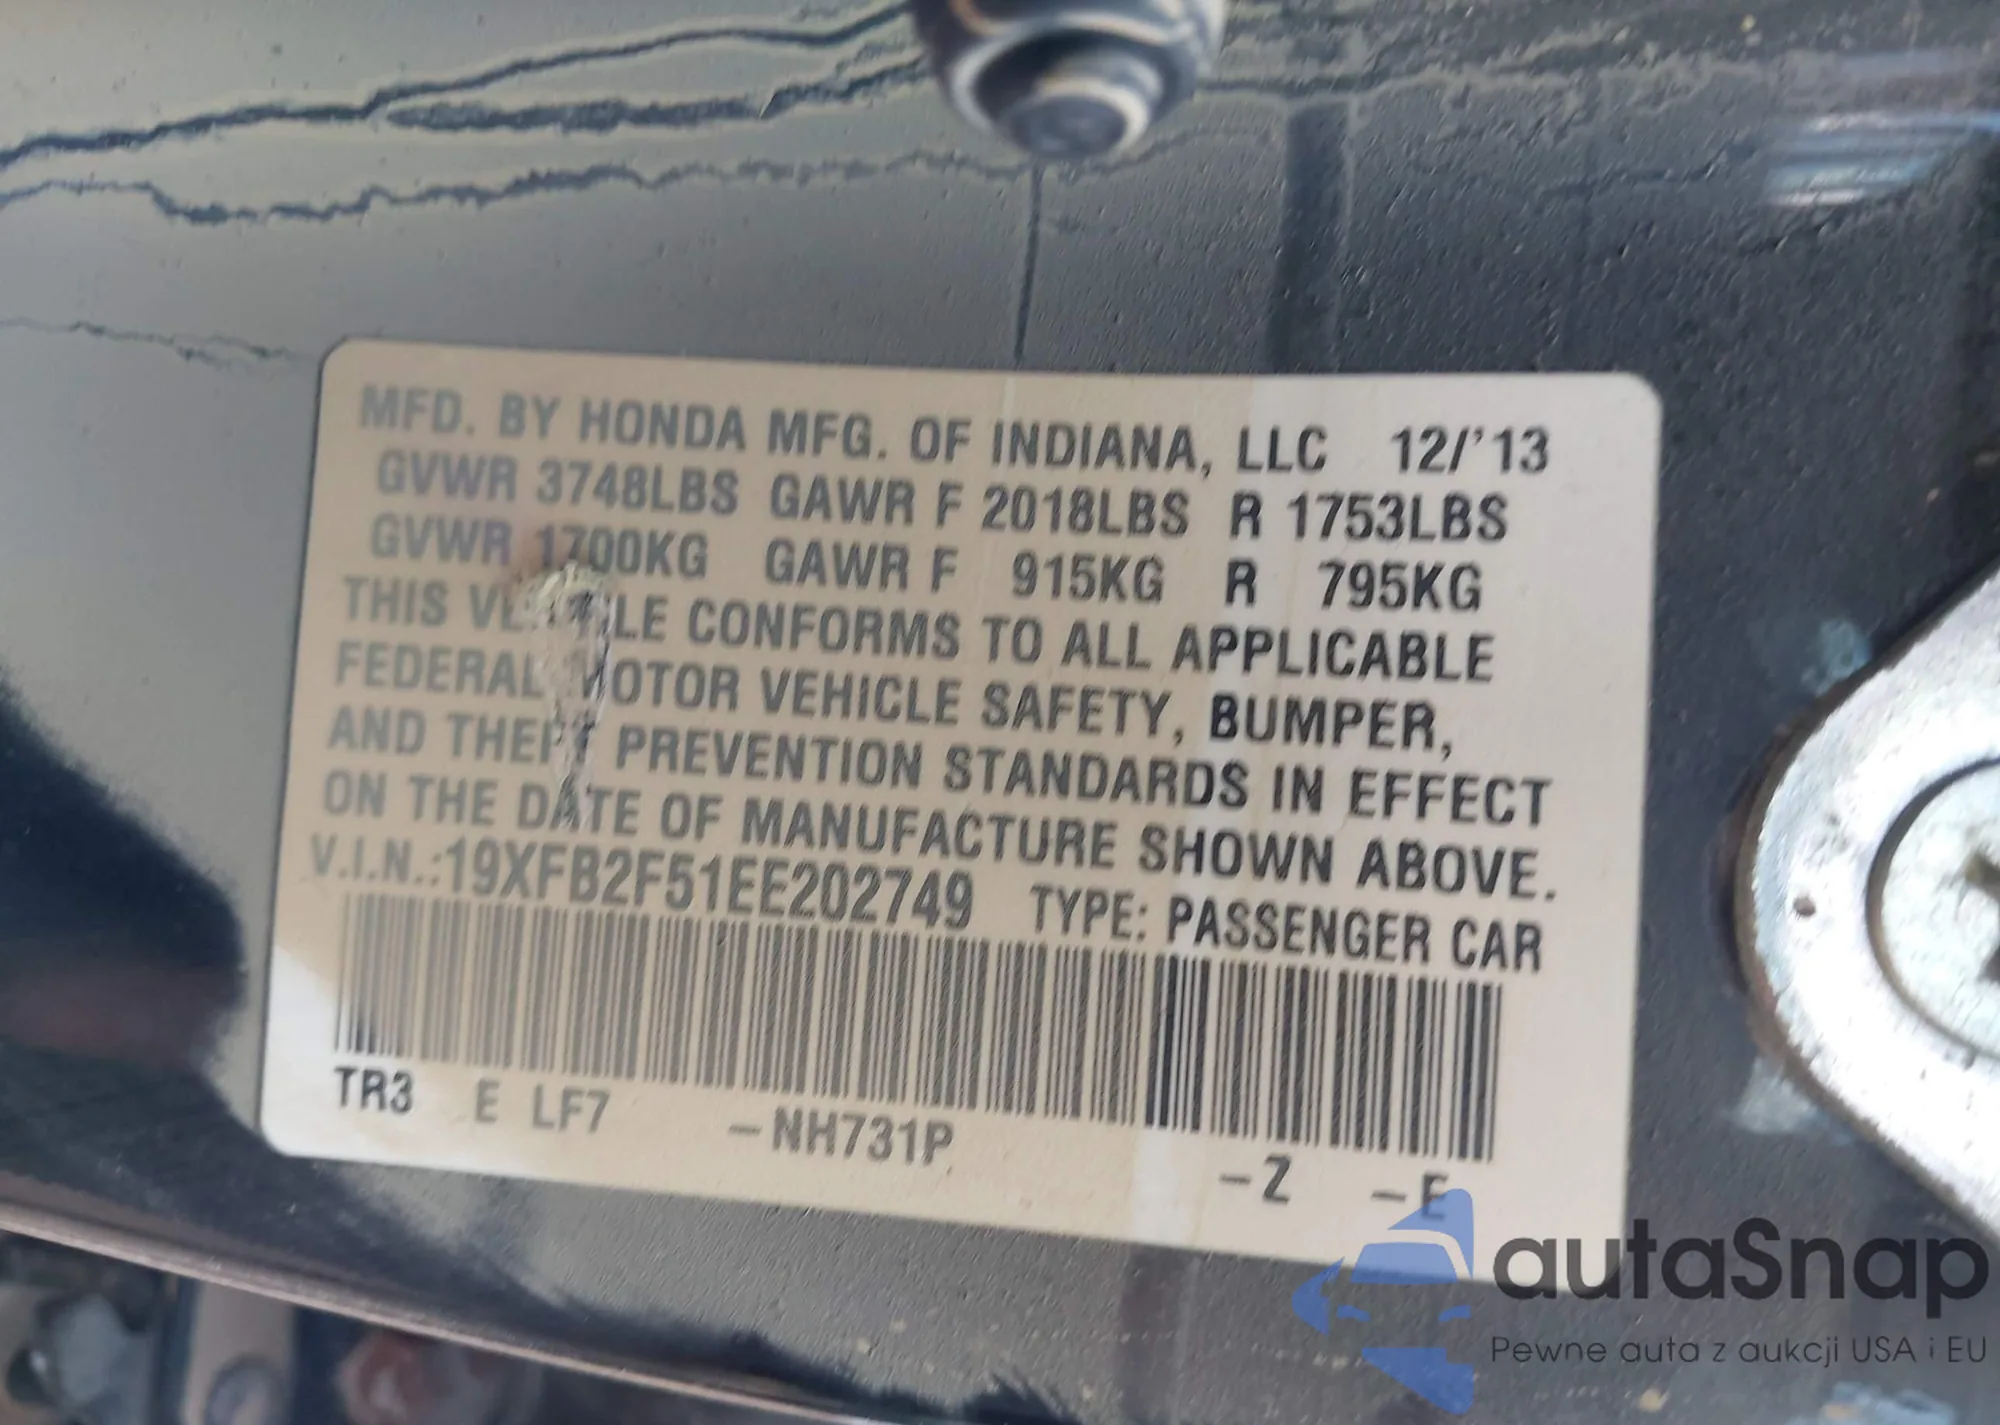 MFD. BY HONDA MFG. OF INDIANA, LLC 12/'13
GVWR 3748LBS GAWR F 2018LBS R 1753LBS
GVWR 1700KG GAWR F 915KG R 795KG
THIS VEHICLE CONFORMS TO ALL APPLICABLE
FEDERAL MOTOR VEHICLE SAFETY, BUMPER,
AND THEFT PREVENTION STANDARDS IN EFFECT
ON THE DATE OF MANUFACTURE SHOWN ABOVE.
V.I.N.:19XFB2F51EE202749 TYPE: PASSENGER CAR
TR3 E LF7 -NH731P -Z -E
autaSnap
Pewne auta z aukcji USA i EU